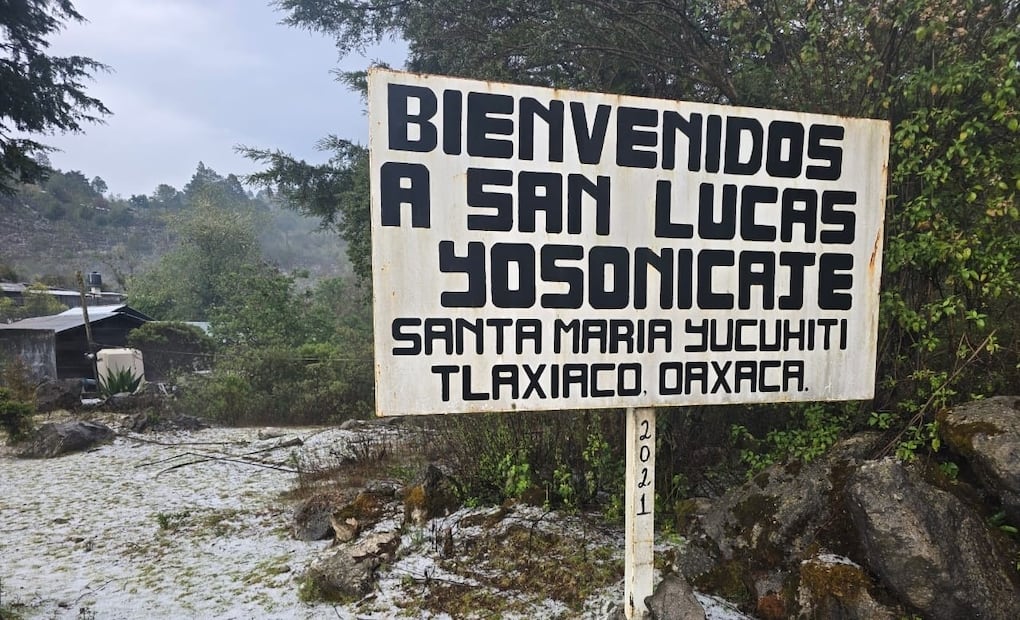 BIENVENIDOS
A SAN LUCAS
YOSONICAJE
SANTA MARIA YUCUHITI
TLAXIACO, OAXACA.
2021